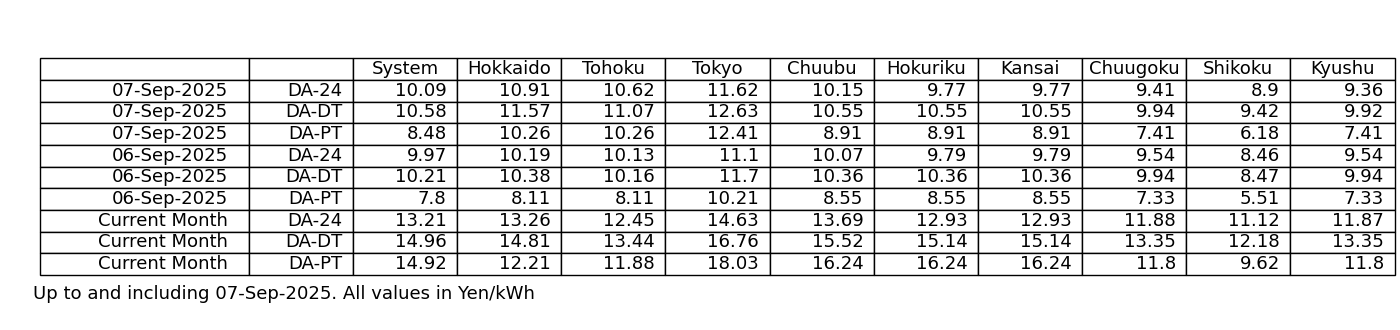 System Hokkaido Tohoku Tokyo Chuubu Hokuriku Kansai Chuugoku Shikoku Kyushu
07-Sep-2025 DA-24 10.09 10.91 10.62 11.62 10.15 9.77 9.77 9.41 8.9 9.36
07-Sep-2025 DA-DT 10.58 11.57 11.07 12.63 10.55 10.55 10.55 9.94 9.42 9.92
07-Sep-2025 DA-PT 8.48 10.26 10.26 12.41 8.91 8.91 8.91 7.41 6.18 7.41
06-Sep-2025 DA-24 9.97 10.19 10.13 11.1 10.07 9.79 9.79 9.54 8.46 9.54
06-Sep-2025 DA-DT 10.21 10.38 10.16 11.7 10.36 10.36 10.36 9.94 8.47 9.94
06-Sep-2025 DA-PT 7.8 8.11 8.11 10.21 8.55 8.55 8.55 7.33 5.51 7.33
Current Month DA-24 13.21 13.26 12.45 14.63 13.69 12.93 12.93 11.88 11.12 11.87
Current Month DA-DT 14.96 14.81 13.44 16.76 15.52 15.14 15.14 13.35 12.18 13.35
Current Month DA-PT 14.92 12.21 11.88 18.03 16.24 16.24 16.24 11.8 9.62 11.8
Up to and including 07-Sep-2025. All values in Yen/kWh